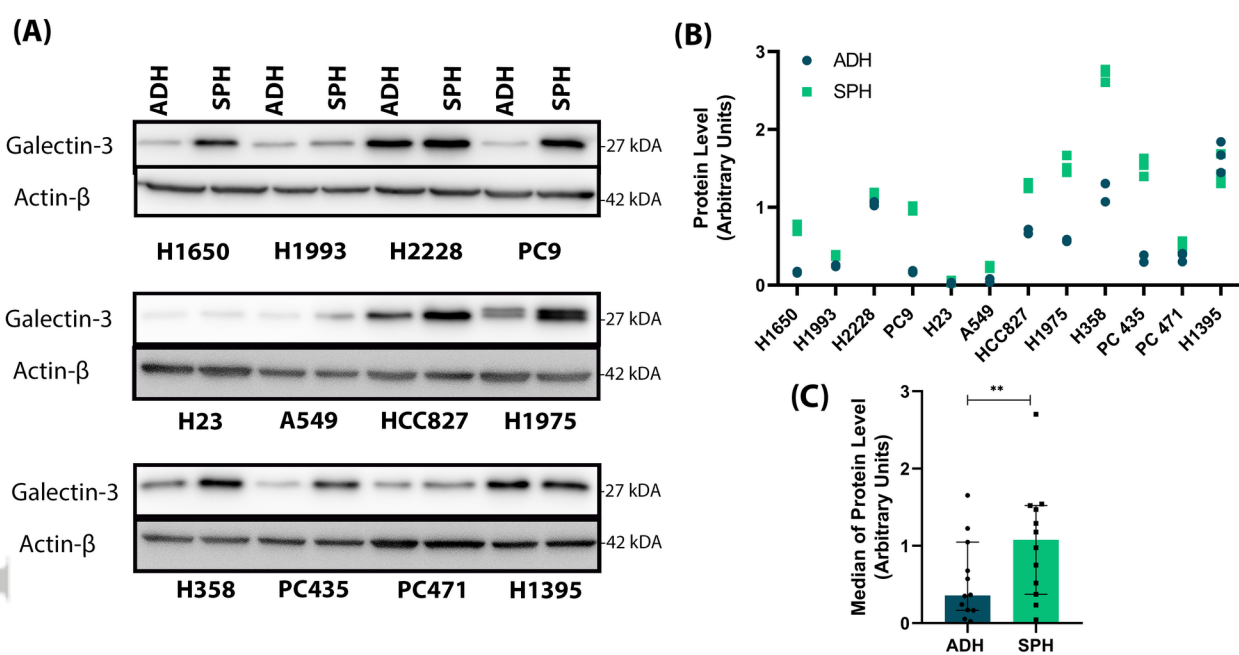 (A)
ADH SPH ADH SPH ADH SPH ADH SPH
Galectin-3
27 kDA
Actin-β
42 kDA
H1650 H1993 H2228 PC9
Galectin-3
27 kDA
Actin-β
42 kDA
H23 A549 HCC827 H1975
Galectin-3
27 kDA
Actin-β
42 kDA
H358 PC435 PC471 H1395
(B)
Protein Level
(Arbitrary Units)
3
2
1
0
ADH
SPH
H1650 H1993 H2228 PC9 H23 A549 HCC827 H1975 H358 PC 435 PC 471 H1395
(C)
Median of Protein Level
(Arbitrary Units)
3
2
1
0
**
ADH SPH